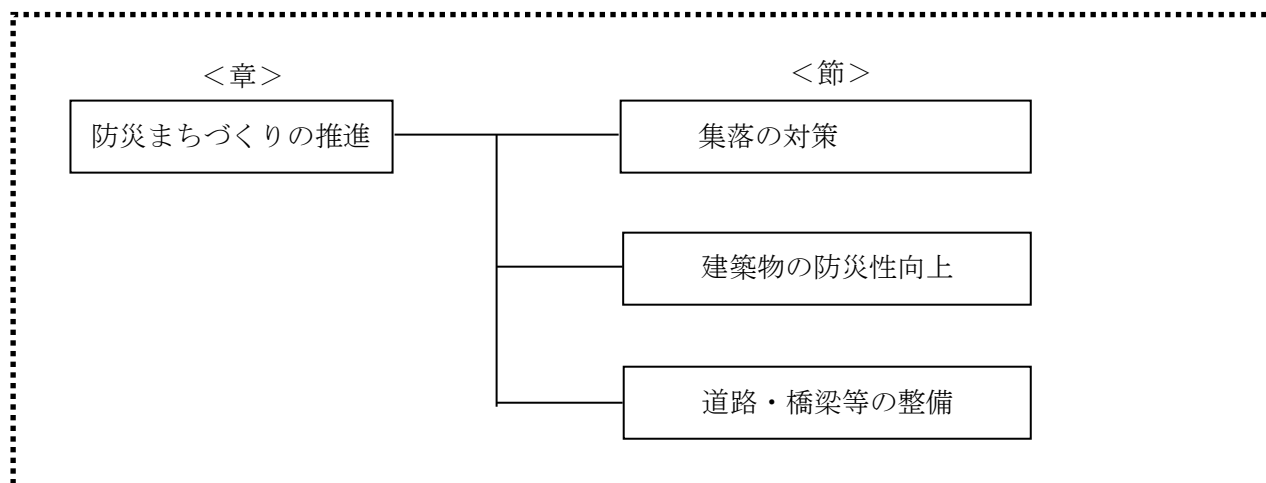 ＜章＞
＜節＞
防災まちづくりの推進
集落の対策
建築物の防災性向上
道路・橋梁等の整備